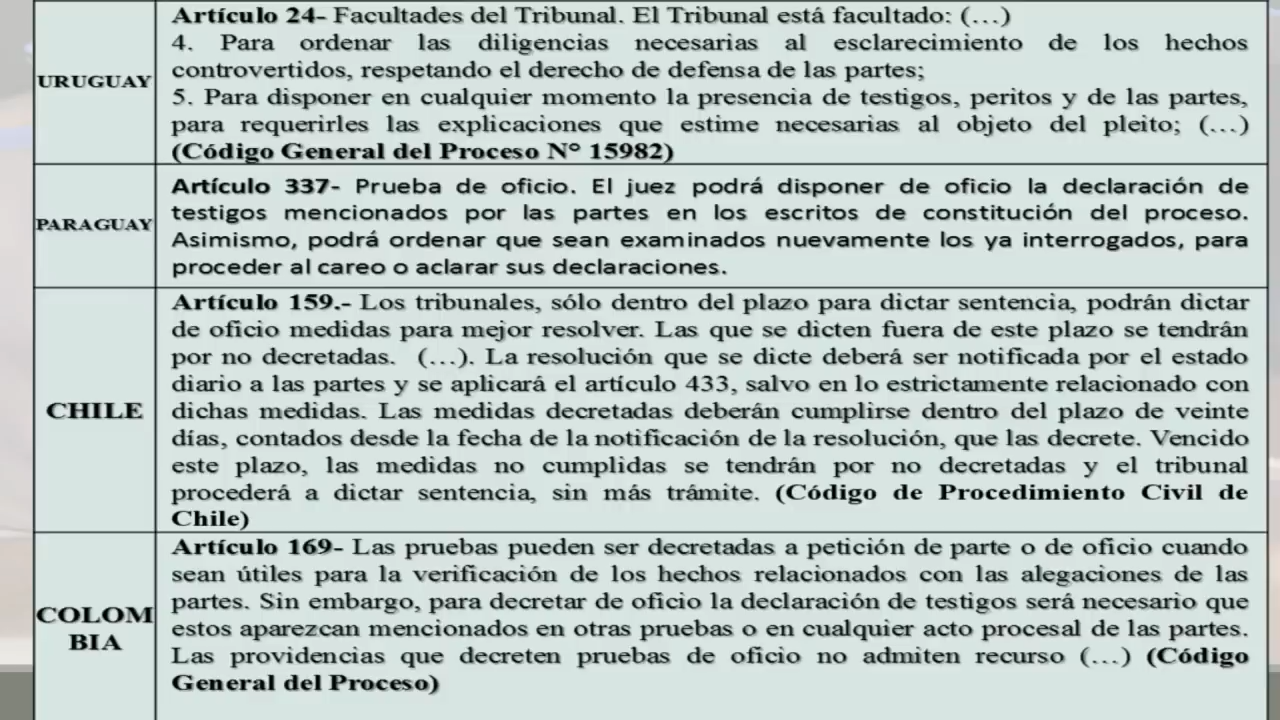 URUGUAY
Artículo 24- Facultades del Tribunal. El Tribunal está facultado: (...)
4. Para ordenar las diligencias necesarias al esclarecimiento de los hechos
controvertidos, respetando el derecho de defensa de las partes;
5. Para disponer en cualquier momento la presencia de testigos, peritos y de las partes,
para requerirles las explicaciones que estime necesarias al objeto del pleito; (...)
(Código General del Proceso N° 15982)
PARAGUAY
Artículo 337- Prueba de oficio. El juez podrá disponer de oficio la declaración de
testigos mencionados por las partes en los escritos de constitución del proceso.
Asimismo, podrá ordenar que sean examinados nuevamente los ya interrogados, para
proceder al careo o aclarar sus declaraciones.
CHILE
Artículo 159.- Los tribunales, sólo dentro del plazo para dictar sentencia, podrán dictar
de oficio medidas para mejor resolver. Las que se dicten fuera de este plazo se tendrán
por no decretadas. (...). La resolución que se dicte deberá ser notificada por el estado
diario a las partes y se aplicará el artículo 433, salvo en lo estrictamente relacionado con
dichas medidas. Las medidas decretadas deberán cumplirse dentro del plazo de veinte
días, contados desde la fecha de la notificación de la resolución, que las decrete. Vencido
este plazo, las medidas no cumplidas se tendrán por no decretadas y el tribunal
procederá a dictar sentencia, sin más trámite. (Código de Procedimiento Civil de
Chile)
COLOM
BIA
Artículo 169- Las pruebas pueden ser decretadas a petición de parte o de oficio cuando
sean útiles para la verificación de los hechos relacionados con las alegaciones de las
partes. Sin embargo, para decretar de oficio la declaración de testigos será necesario que
estos aparezcan mencionados en otras pruebas o en cualquier acto procesal de las partes.
Las providencias que decreten pruebas de oficio no admiten recurso (...) (Código
General del Proceso)